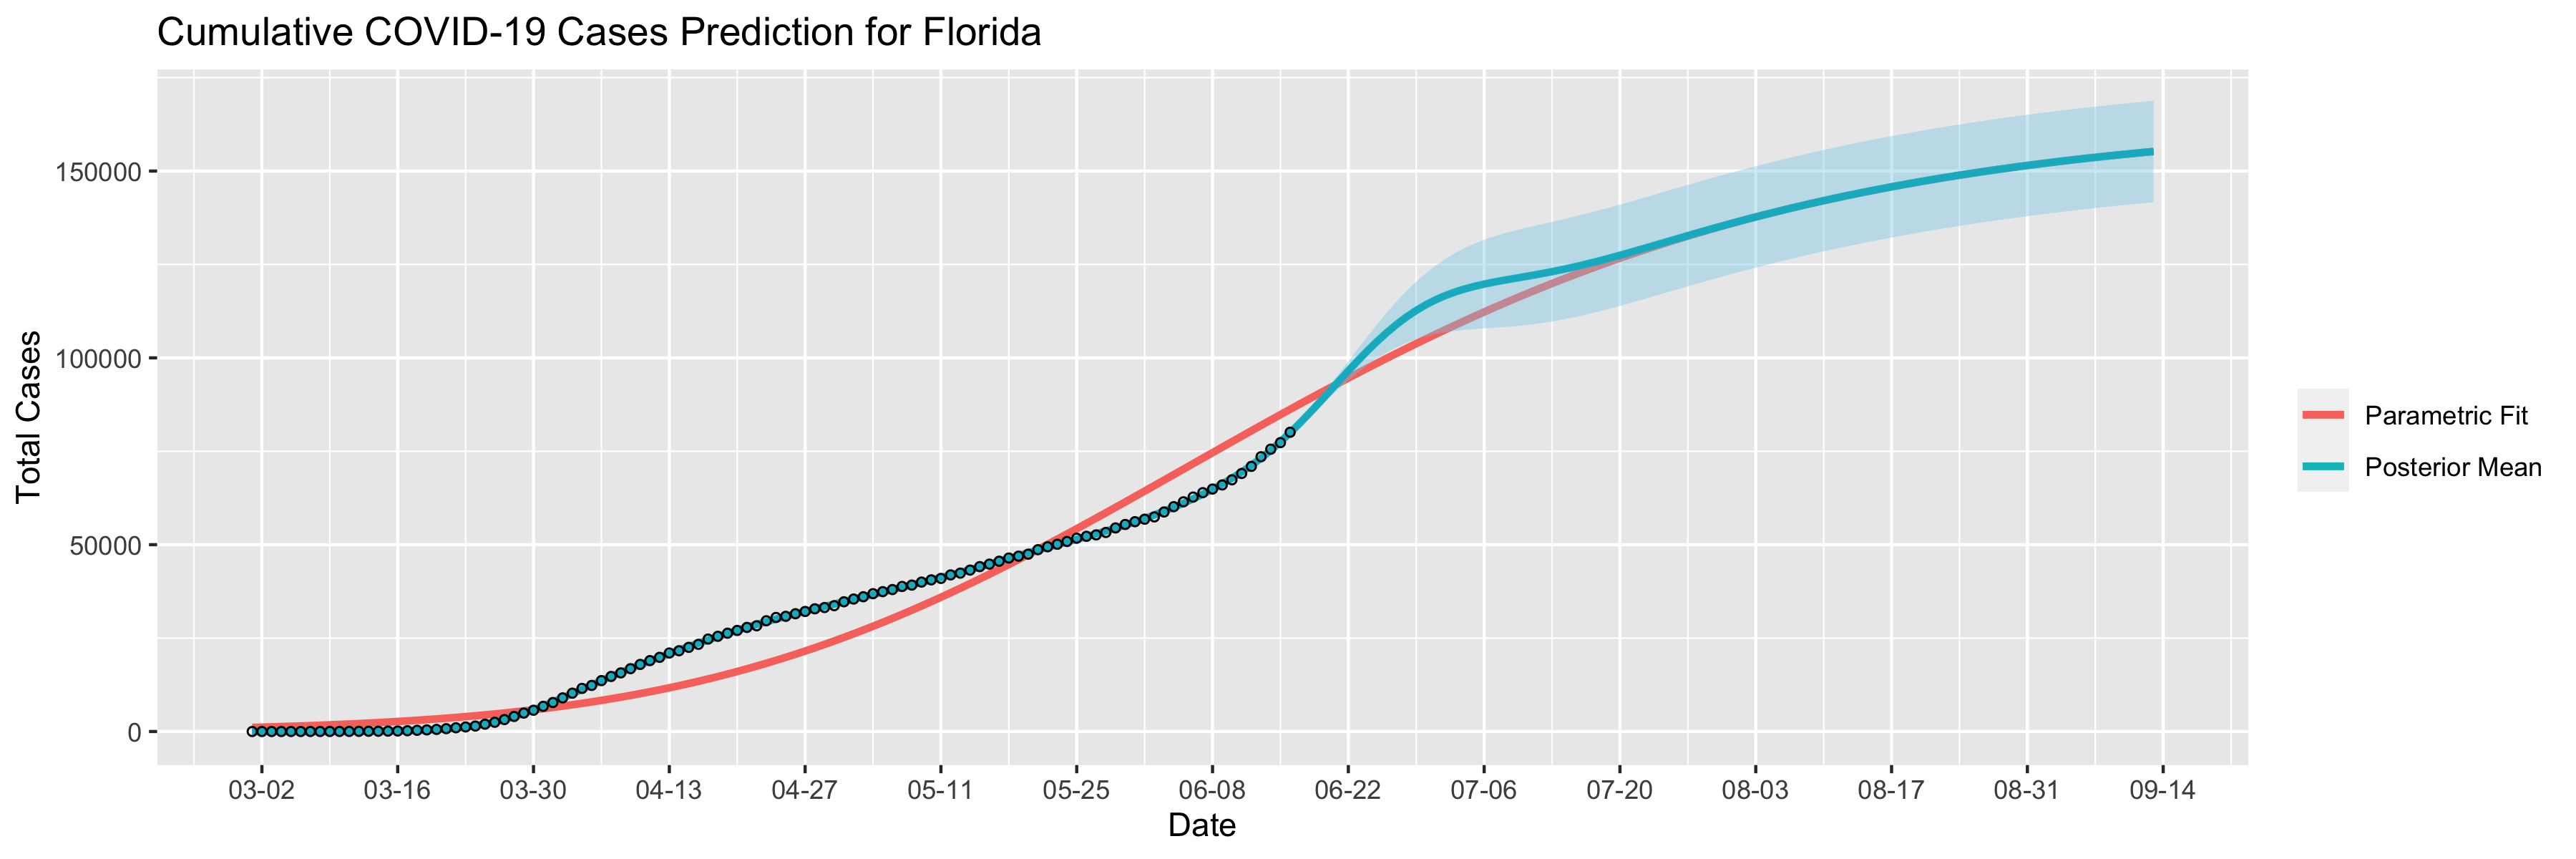 Cumulative COVID-19 Cases Prediction for Florida
Total Cases
150000
100000
50000
0
03-02 03-16 03-30 04-13 04-27 05-11 05-25 06-08 06-22 07-06 07-20 08-03 08-17 08-31 09-14
Date
Parametric Fit
Posterior Mean